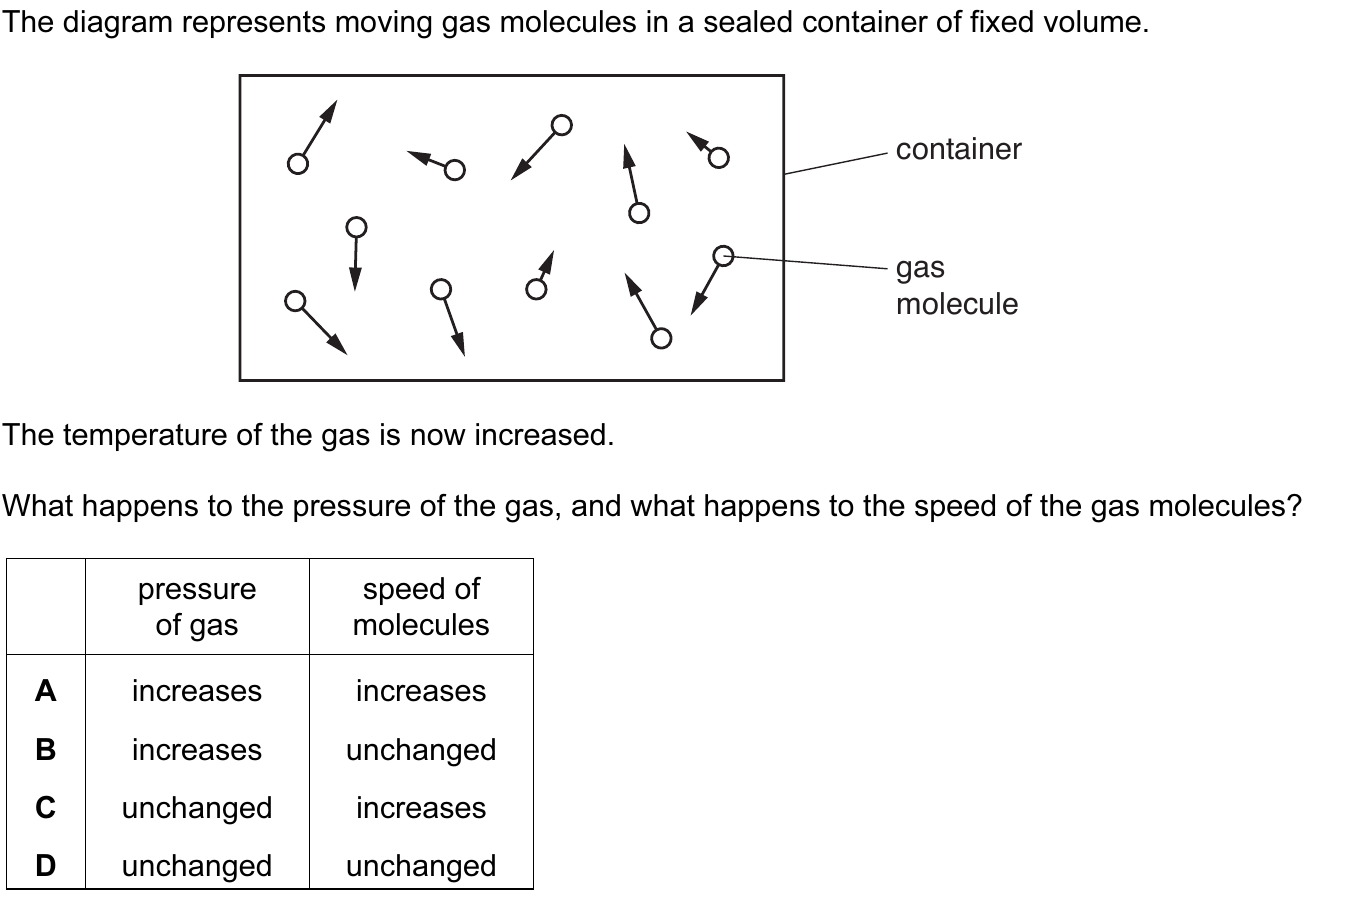 The diagram represents moving gas molecules in a sealed container of fixed volume.
container
gas
molecule
The temperature of the gas is now increased.
What happens to the pressure of the gas, and what happens to the speed of the gas molecules?
pressure of gas speed of molecules
A increases increases
B increases unchanged
C unchanged increases
D unchanged unchanged